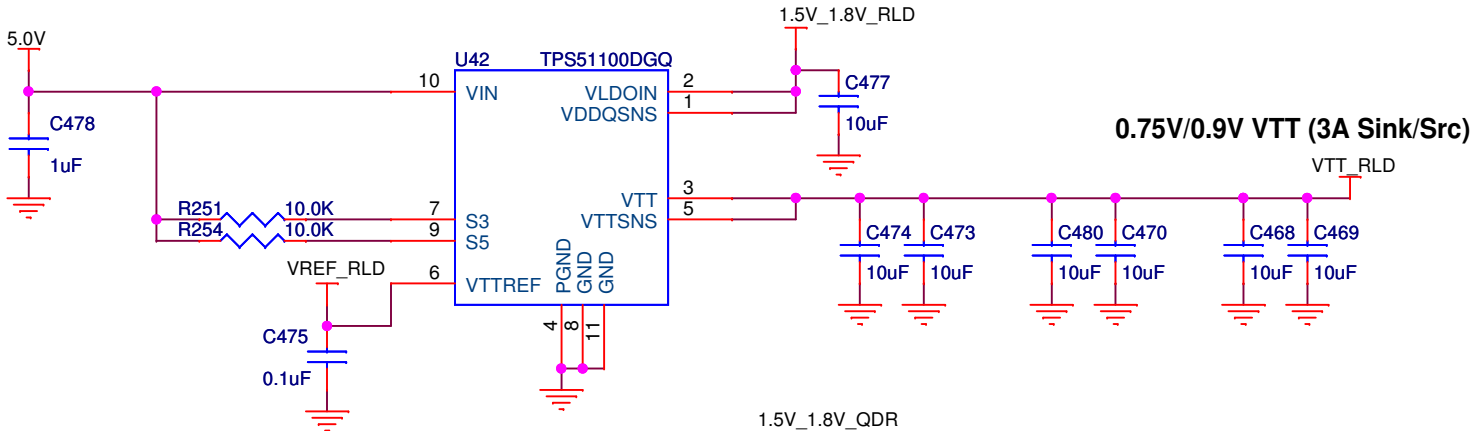 1.5V_1.8V_RLD
5.0V
U42 TPS51100DGQ
10 VIN VLDOIN 2 C477
VDDQSNS 1
C478 10uF
1uF
0.75V/0.9V VTT (3A Sink/Src)
VTT_RLD
VTT 3
R251 10.0K 7 S3 VTTSNS 5
R254 10.0K 9 S5
C474 C473 C480 C470 C468 C469
10uF 10uF 10uF 10uF 10uF 10uF
VREF_RLD 6 VTTREF
PGND GND GND
4 8 11
C475
0.1uF
1.5V_1.8V_QDR